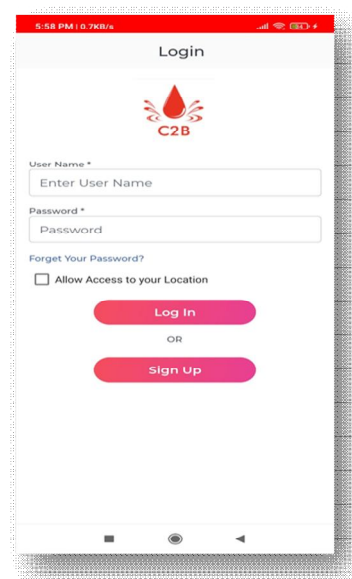 5:58 PM | 0.7KB/s
Login
C2B
User Name *
Enter User Name
Password *
Password
Forget Your Password?
Allow Access to your Location
Log In
OR
Sign Up